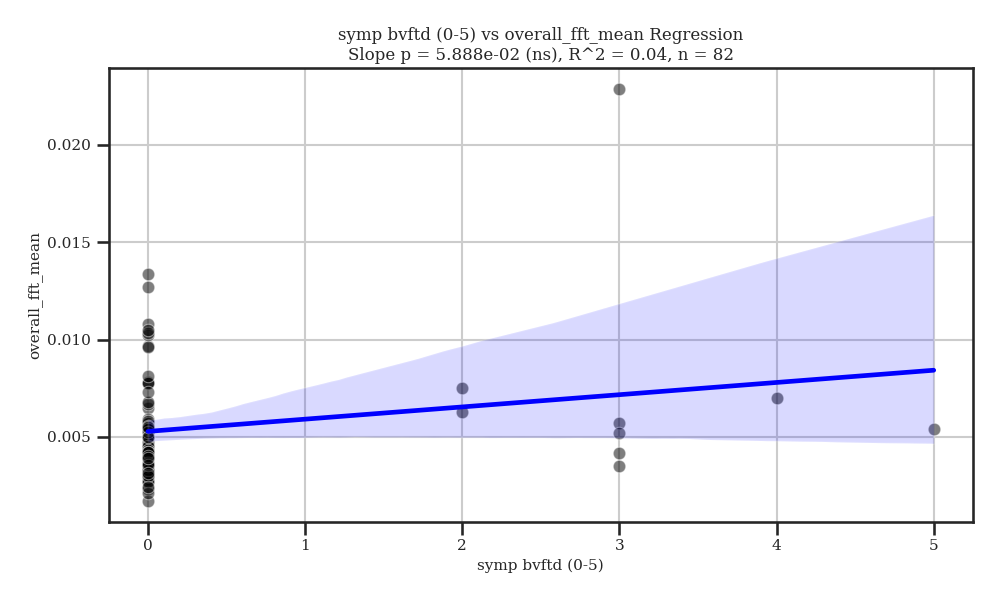 symp bvftd (0-5) vs overall_fft_mean Regression
Slope p = 5.888e-02 (ns), R^2 = 0.04, n = 82
overall_fft_mean
0.020
0.015
0.010
0.005
0 1 2 3 4 5
symp bvftd (0-5)